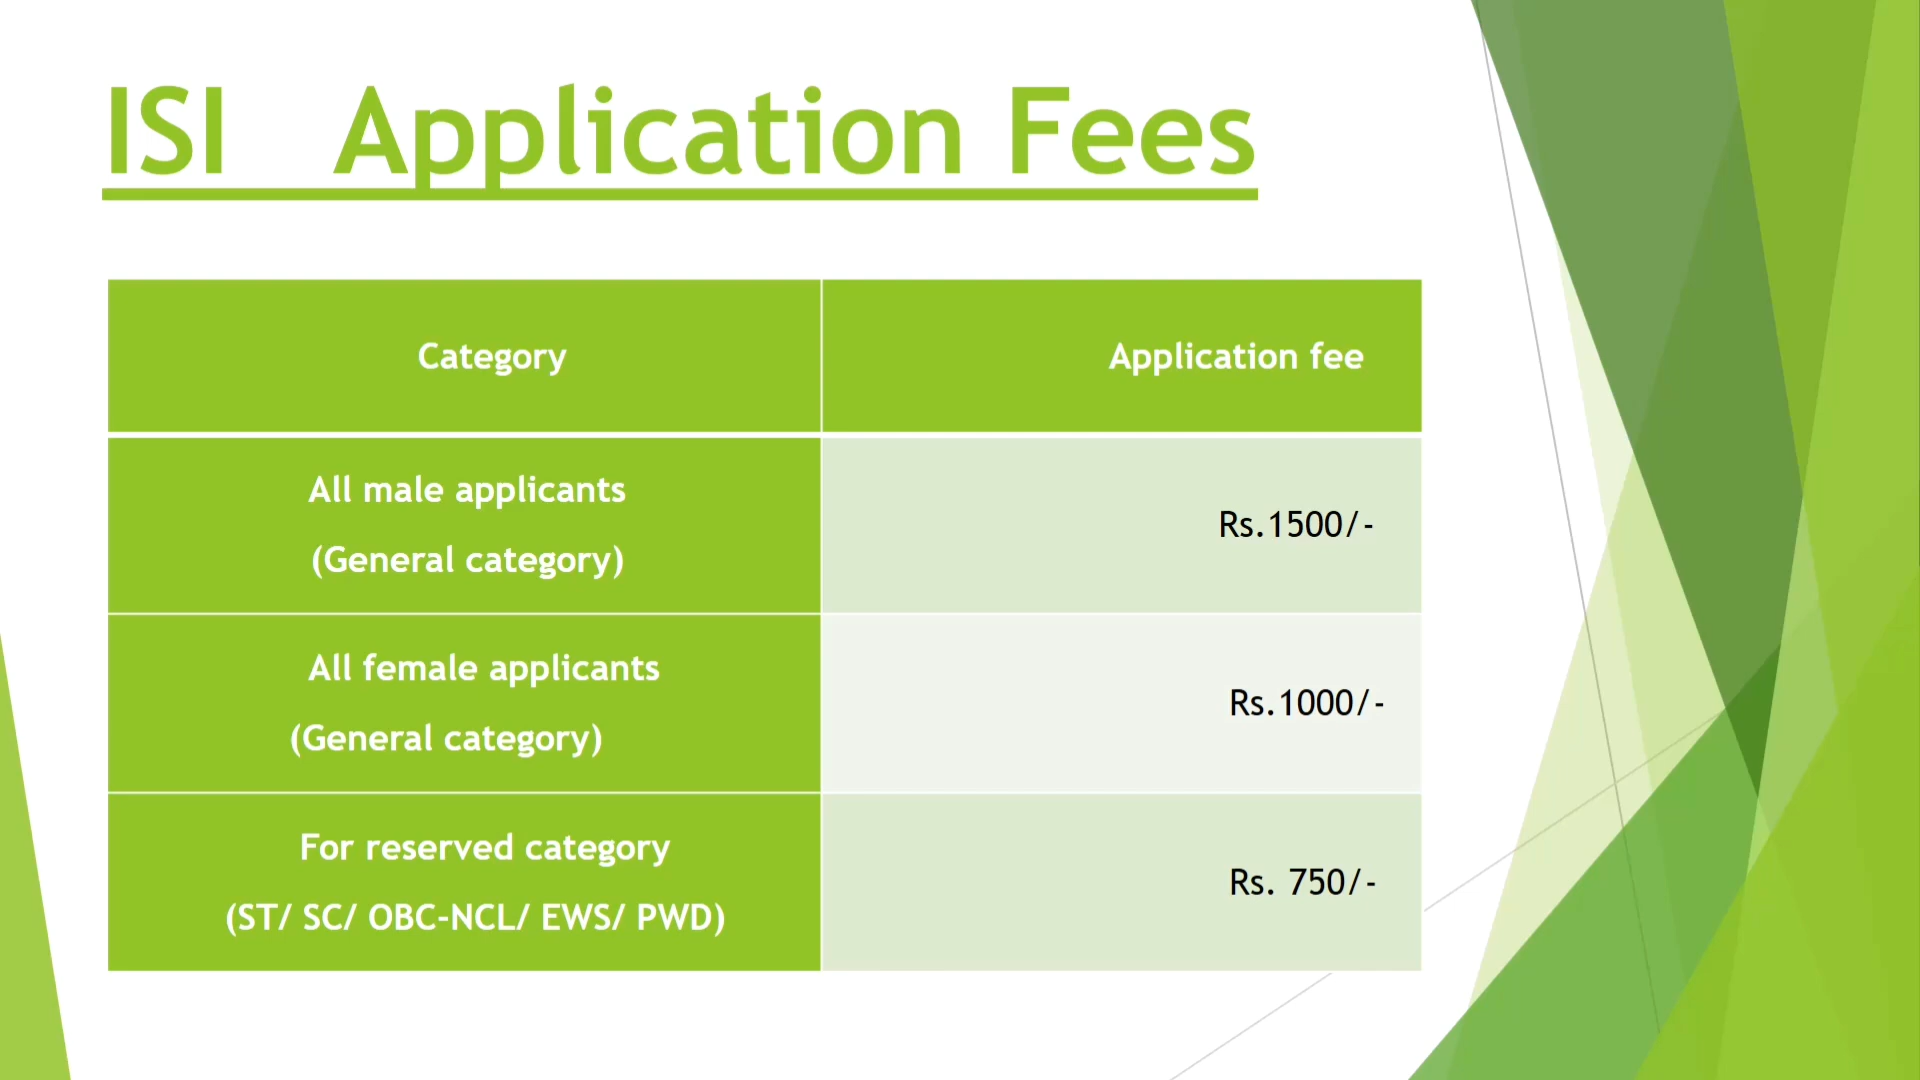 ISI Application Fees
Category
Application fee
All male applicants
(General category)
Rs.1500/-
All female applicants
(General category)
Rs.1000/-
For reserved category
(ST/ SC/ OBC-NCL/ EWS/ PWD)
Rs. 750/-